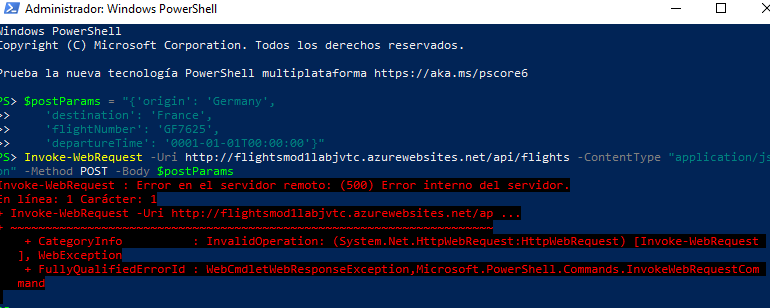 Administrador: Windows PowerShell
Windows PowerShell
Copyright (C) Microsoft Corporation. Todos los derechos reservados.
Prueba la nueva tecnología PowerShell multiplataforma https://aka.ms/pscore6
PS> $postParams = "{'origin': 'Germany',
>> 'destination': 'France',
>> 'flightNumber': 'GF7625',
>> 'departureTime': '0001-01-01T00:00:00'}"
PS> Invoke-WebRequest -Uri http://flightsmod1labjvtc.azurewebsites.net/api/flights -ContentType "application/js
on" -Method POST -Body $postParams
Invoke-WebRequest : Error en el servidor remoto: (500) Error interno del servidor.
En línea: 1 Carácter: 1
+ Invoke-WebRequest -Uri http://flightsmod1labjvtc.azurewebsites.net/ap ...
+ ~~~~~~~~~~~~~~~~~~~~~~~~~~~~~~~~~~~~~~~~~~~~~~~~~~~~~~~~~~~~~~~~~~~~~
+ CategoryInfo : InvalidOperation: (System.Net.HttpWebRequest:HttpWebRequest) [Invoke-WebRequest
], WebException
+ FullyQualifiedErrorId : WebCmdletWebResponseException,Microsoft.PowerShell.Commands.InvokeWebRequestCom
mand